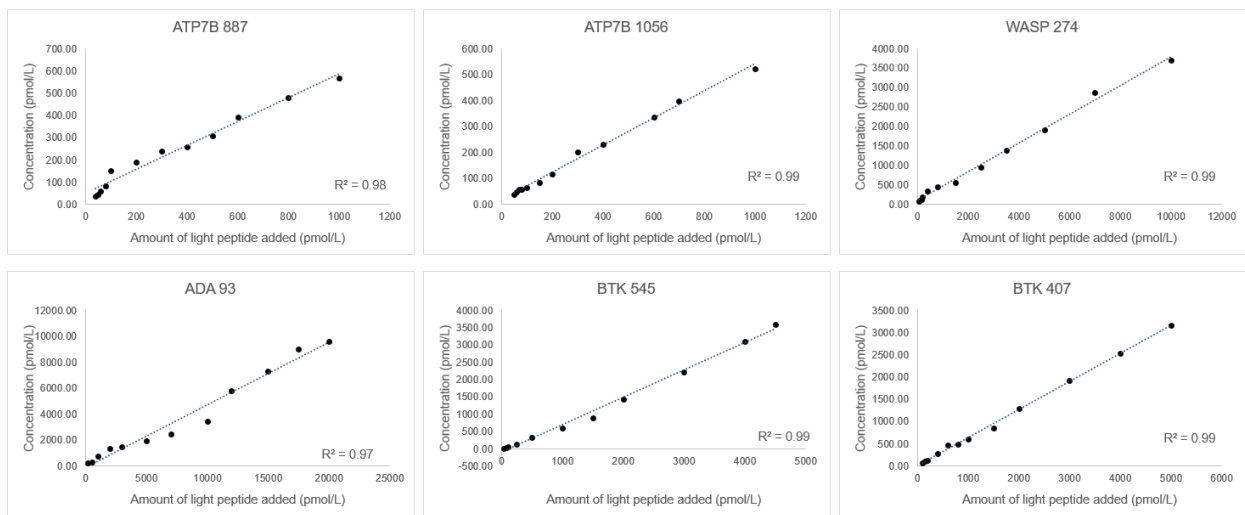 ATP7B 887
700.00
600.00
500.00
400.00
300.00
200.00
100.00
0.00
Concentration (pmol/L)
R² = 0.98
0 200 400 600 800 1000 1200
Amount of light peptide added (pmol/L)
ATP7B 1056
600.00
500.00
400.00
300.00
200.00
100.00
0.00
Concentration (pmol/L)
R² = 0.99
0 200 400 600 800 1000 1200
Amount of light peptide added (pmol/L)
WASP 274
4000.00
3500.00
3000.00
2500.00
2000.00
1500.00
1000.00
500.00
0.00
Concentration (pmol/L)
R² = 0.99
0 2000 4000 6000 8000 10000 12000
Amount of light peptide added (pmol/L)
ADA 93
12000.00
10000.00
8000.00
6000.00
4000.00
2000.00
0.00
Concentration (pmol/L)
R² = 0.97
0 5000 10000 15000 20000 25000
Amount of light peptide added (pmol/L)
BTK 545
4000.00
3500.00
3000.00
2500.00
2000.00
1500.00
1000.00
500.00
0.00
-500.00
Concentration (pmol/L)
R² = 0.99
0 1000 2000 3000 4000 5000
Amount of light peptide added (pmol/L)
BTK 407
3500.00
3000.00
2500.00
2000.00
1500.00
1000.00
500.00
0.00
Concentration (pmol/L)
R² = 0.99
0 1000 2000 3000 4000 5000 6000
Amount of light peptide added (pmol/L)